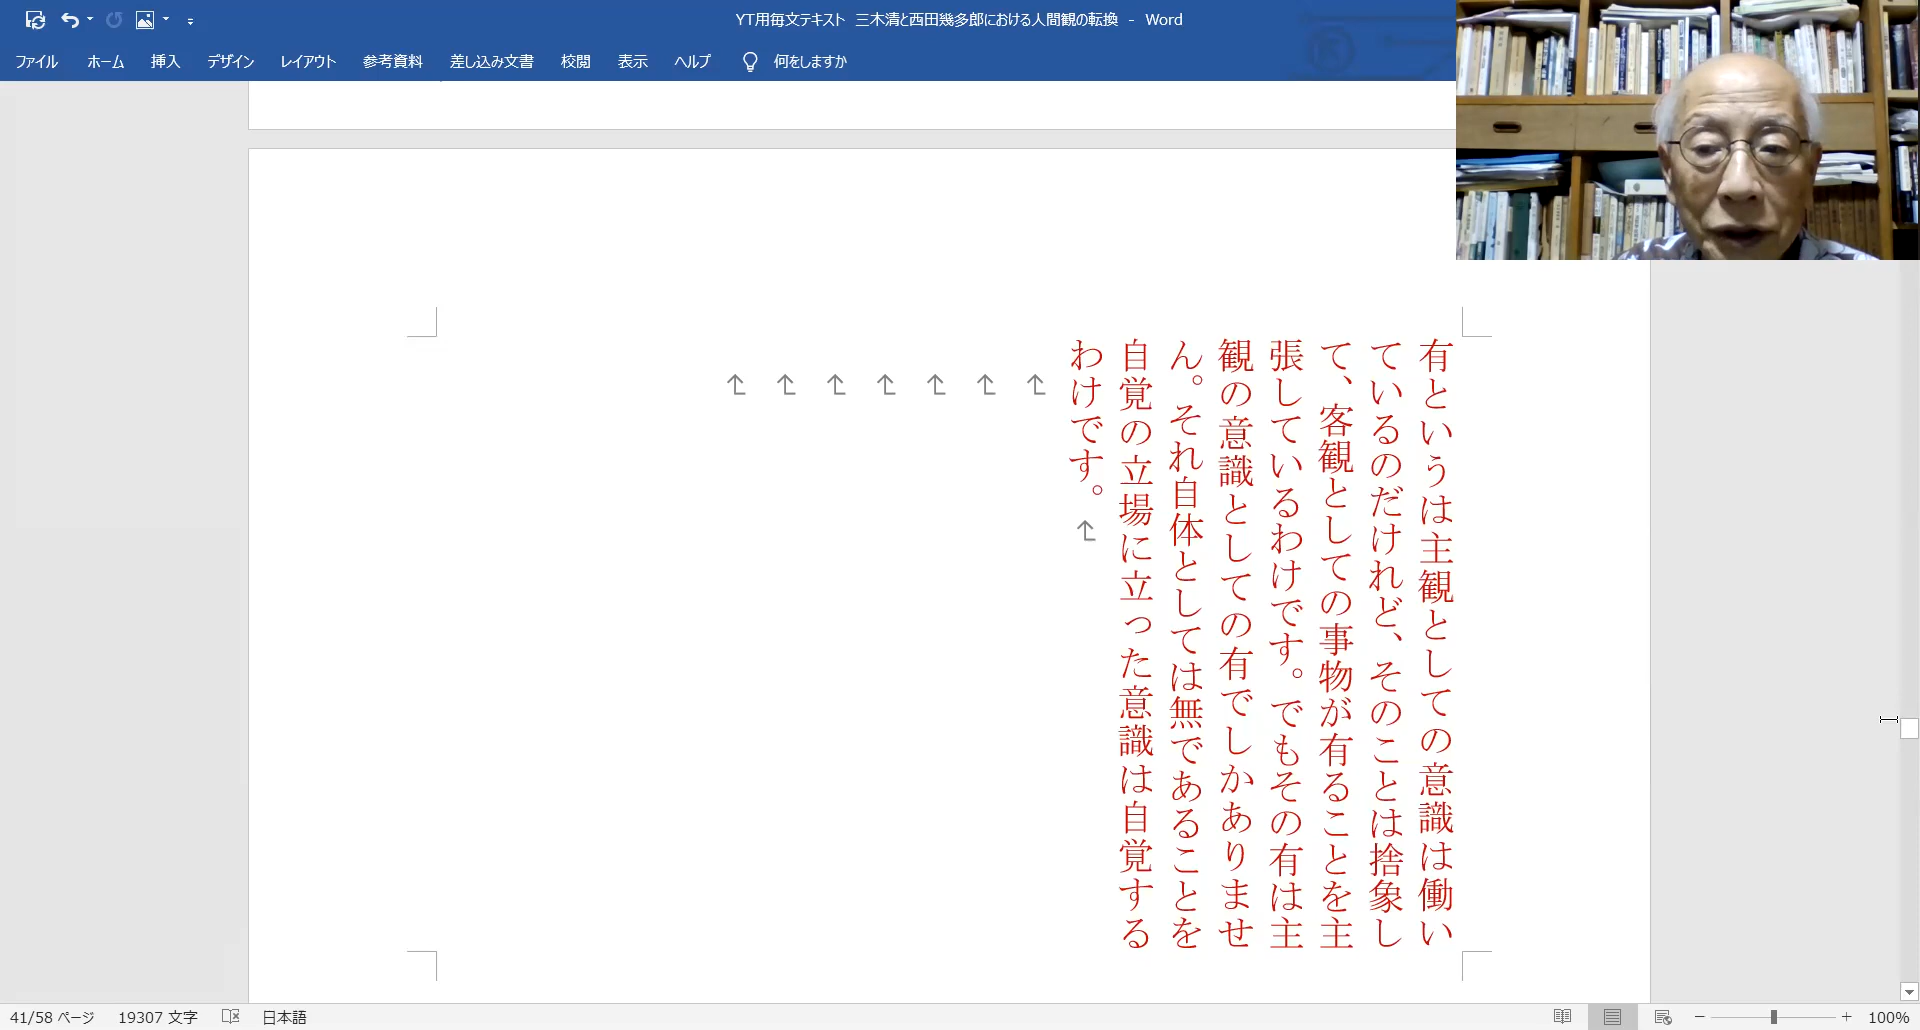 YT用毎文テキスト 三木清と西田幾多郎における人間観の転換 - Word
ファイル ホーム 挿入 デザイン レイアウト 参考資料 差し込み文書 校閲 表示 ヘルプ 何をしますか
有というは主観としての意識は働い
ているのだけれど、そのことは捨象し
て、客観としての事物が有ることを主
張しているわけです。でもその有は主
観の意識としての有でしかありませ
ん。それ自体としては無であることを
自覚の立場に立った意識は自覚する
わけです。
41/58 ページ 19307 文字 日本語 100%